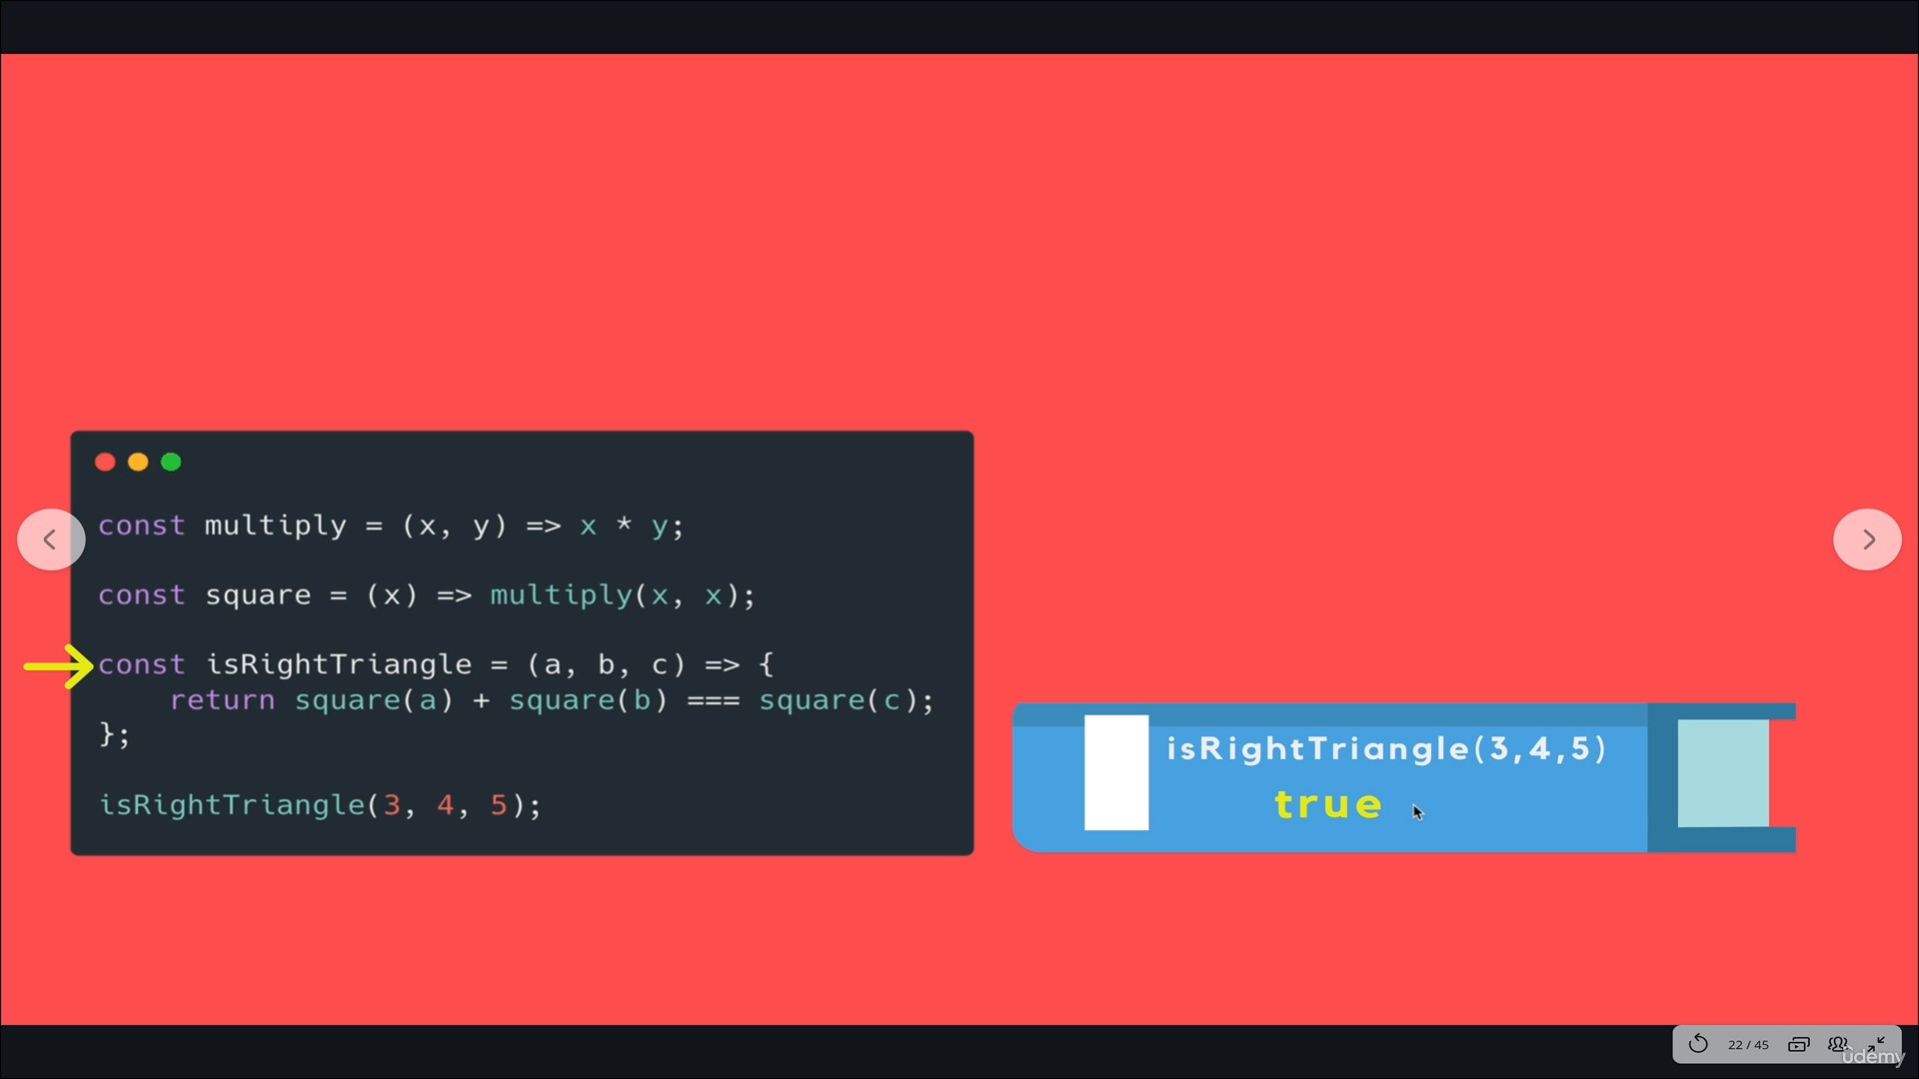 const multiply = (x, y) => x * y;
const square = (x) => multiply(x, x);
const isRightTriangle = (a, b, c) => {
    return square(a) + square(b) === square(c);
};
isRightTriangle(3, 4, 5);
isRightTriangle(3,4,5)
true
22 / 45
ûdemy